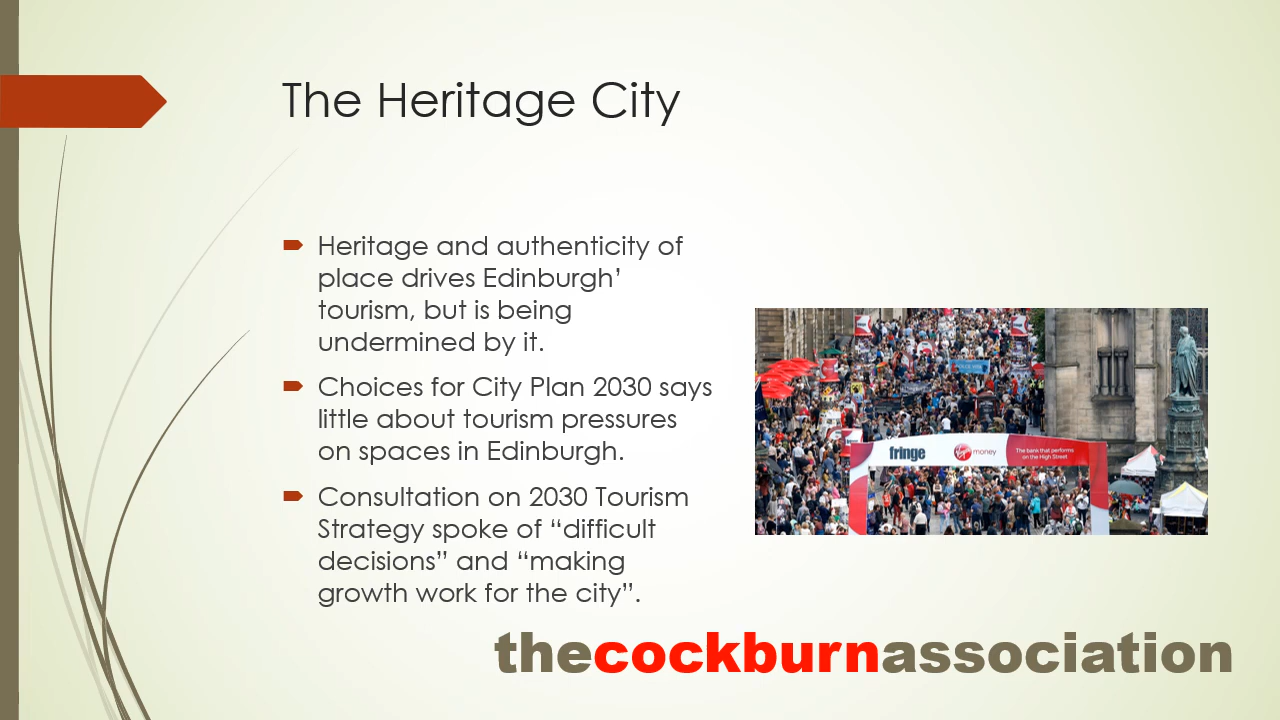 The Heritage City
Heritage and authenticity of
place drives Edinburgh’
tourism, but is being
undermined by it.
Choices for City Plan 2030 says
little about tourism pressures
on spaces in Edinburgh.
Consultation on 2030 Tourism
Strategy spoke of “difficult
decisions” and “making
growth work for the city”.
fringe
Virgin money
The bank that performs
on the High Street
thecockburnassociation